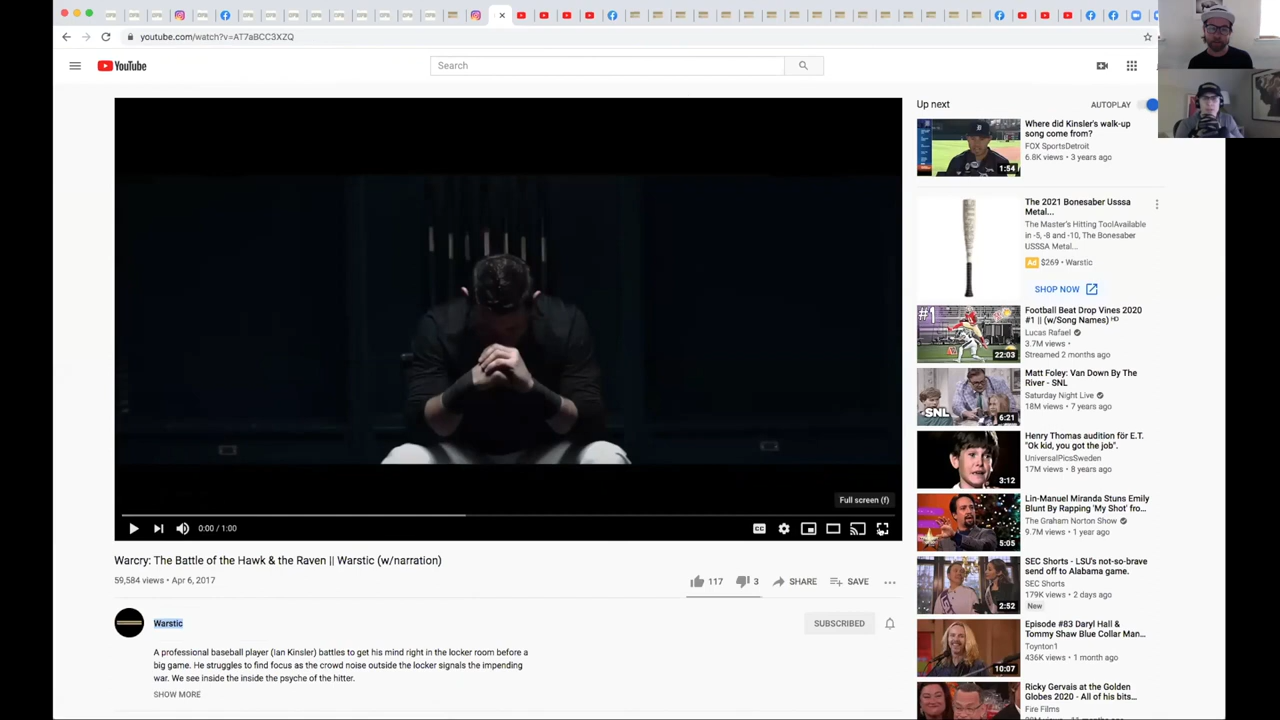 youtube.com/watch?v=AT7aBCC3XZQ
YouTube
Search
Up next
AUTOPLAY
Where did Kinsler's walk-up
song come from?
FOX SportsDetroit
6.8K views • 3 years ago
1:54
The 2021 Bonesaber Usssa
Metal...
The Master's Hitting ToolAvailable
in -5, -8 and -10, The Bonesaber
USSSA Metal...
Ad $269 • Warstic
SHOP NOW
#1
Football Beat Drop Vines 2020
#1 || (w/Song Names) ᴴᴰ
Lucas Rafael
3.7M views •
Streamed 2 months ago
22:03
Matt Foley: Van Down By The
River - SNL
Saturday Night Live
18M views • 7 years ago
SNL
6:21
Henry Thomas audition för E.T.
"Ok kid, you got the job".
UniversalPicsSweden
17M views • 8 years ago
3:12
Lin-Manuel Miranda Stuns Emily
Blunt By Rapping 'My Shot' fro...
The Graham Norton Show
9.7M views • 1 year ago
5:05
SEC Shorts - LSU's not-so-brave
send off to Alabama game.
SEC Shorts
179K views • 2 days ago
New
2:52
Episode #83 Daryl Hall &
Tommy Shaw Blue Collar Man...
Toynton1
436K views • 1 month ago
10:07
Ricky Gervais at the Golden
Globes 2020 - All of his bits...
Fire Films
Full screen (f)
0:00 / 1:00
CC
Warcry: The Battle of the Hawk & the Raven || Warstic (w/narration)
59,584 views • Apr 6, 2017
117
3
SHARE
SAVE
Warstic
SUBSCRIBED
A professional baseball player (Ian Kinsler) battles to get his mind right in the locker room before a
big game. He struggles to find focus as the crowd noise outside the locker signals the impending
war. We see inside the inside the psyche of the hitter.
SHOW MORE